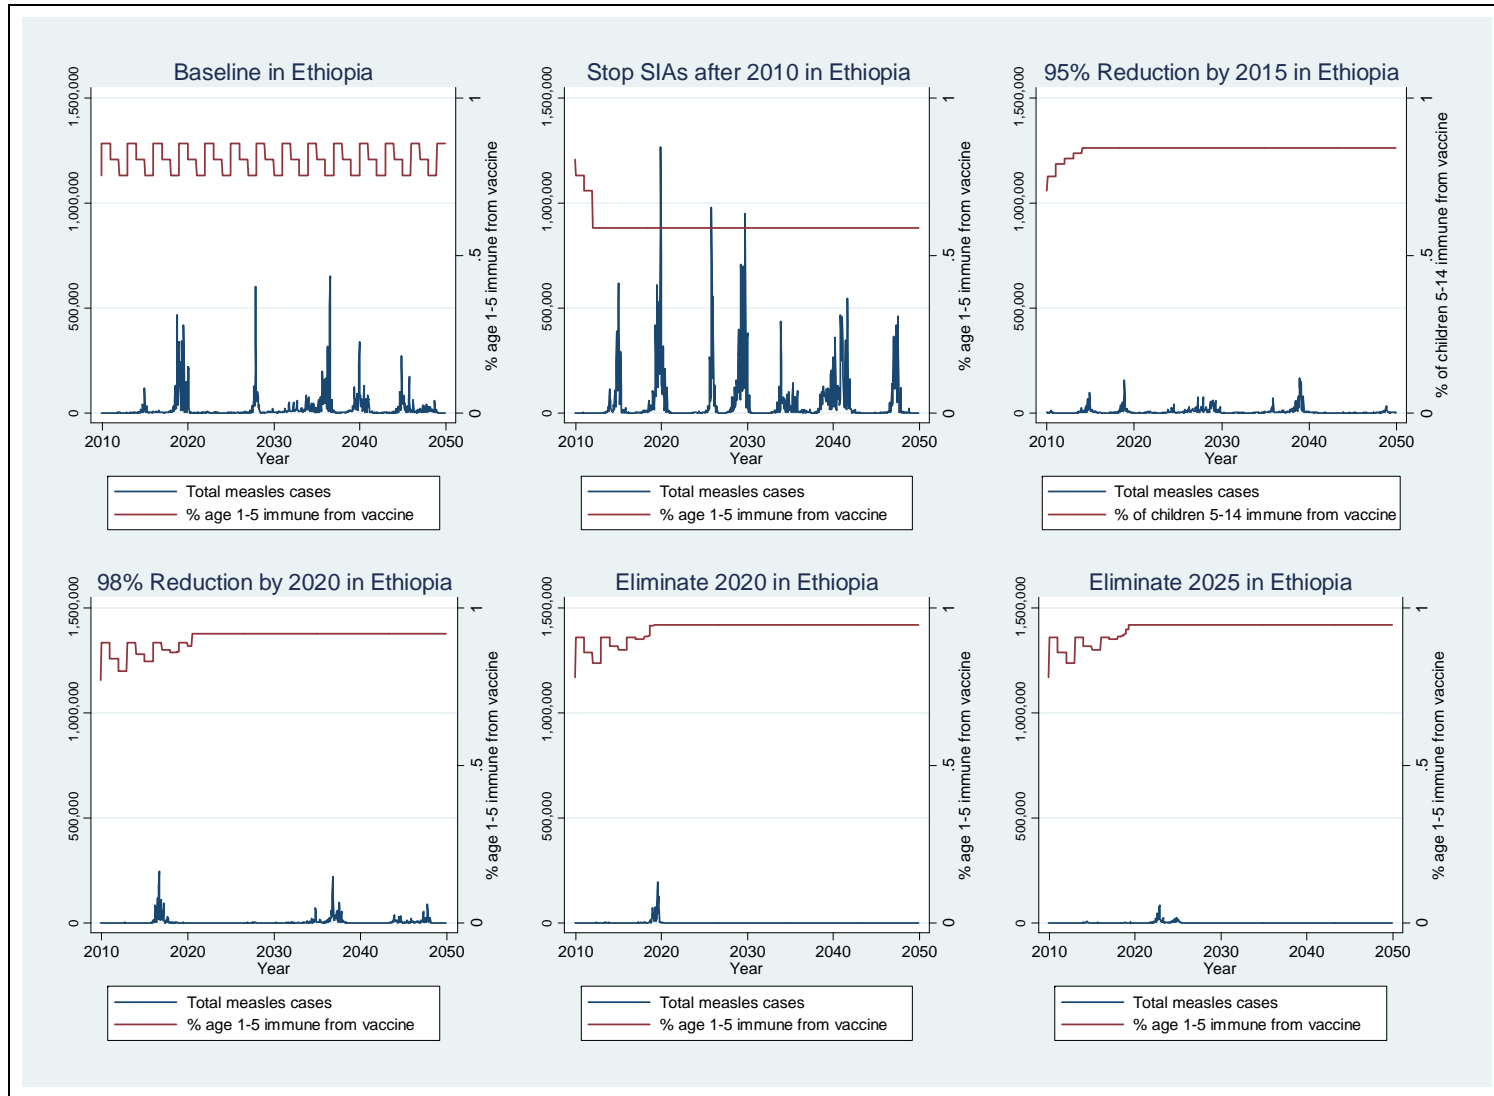 Baseline in Ethiopia
1,500,000
1,000,000
500,000
0
1
.5
0
% age 1-5 immune from vaccine
2010 2020 2030 2040 2050
Year
Total measles cases
% age 1-5 immune from vaccine
Stop SIAs after 2010 in Ethiopia
1,500,000
1,000,000
500,000
0
1
.5
0
% age 1-5 immune from vaccine
2010 2020 2030 2040 2050
Year
Total measles cases
% age 1-5 immune from vaccine
95% Reduction by 2015 in Ethiopia
1,500,000
1,000,000
500,000
0
1
.5
0
% of children 5-14 immune from vaccine
2010 2020 2030 2040 2050
Year
Total measles cases
% of children 5-14 immune from vaccine
98% Reduction by 2020 in Ethiopia
1,500,000
1,000,000
500,000
0
1
.5
0
% age 1-5 immune from vaccine
2010 2020 2030 2040 2050
Year
Total measles cases
% age 1-5 immune from vaccine
Eliminate 2020 in Ethiopia
1,500,000
1,000,000
500,000
0
1
.5
0
% age 1-5 immune from vaccine
2010 2020 2030 2040 2050
Year
Total measles cases
% age 1-5 immune from vaccine
Eliminate 2025 in Ethiopia
1,500,000
1,000,000
500,000
0
1
.5
0
% age 1-5 immune from vaccine
2010 2020 2030 2040 2050
Year
Total measles cases
% age 1-5 immune from vaccine